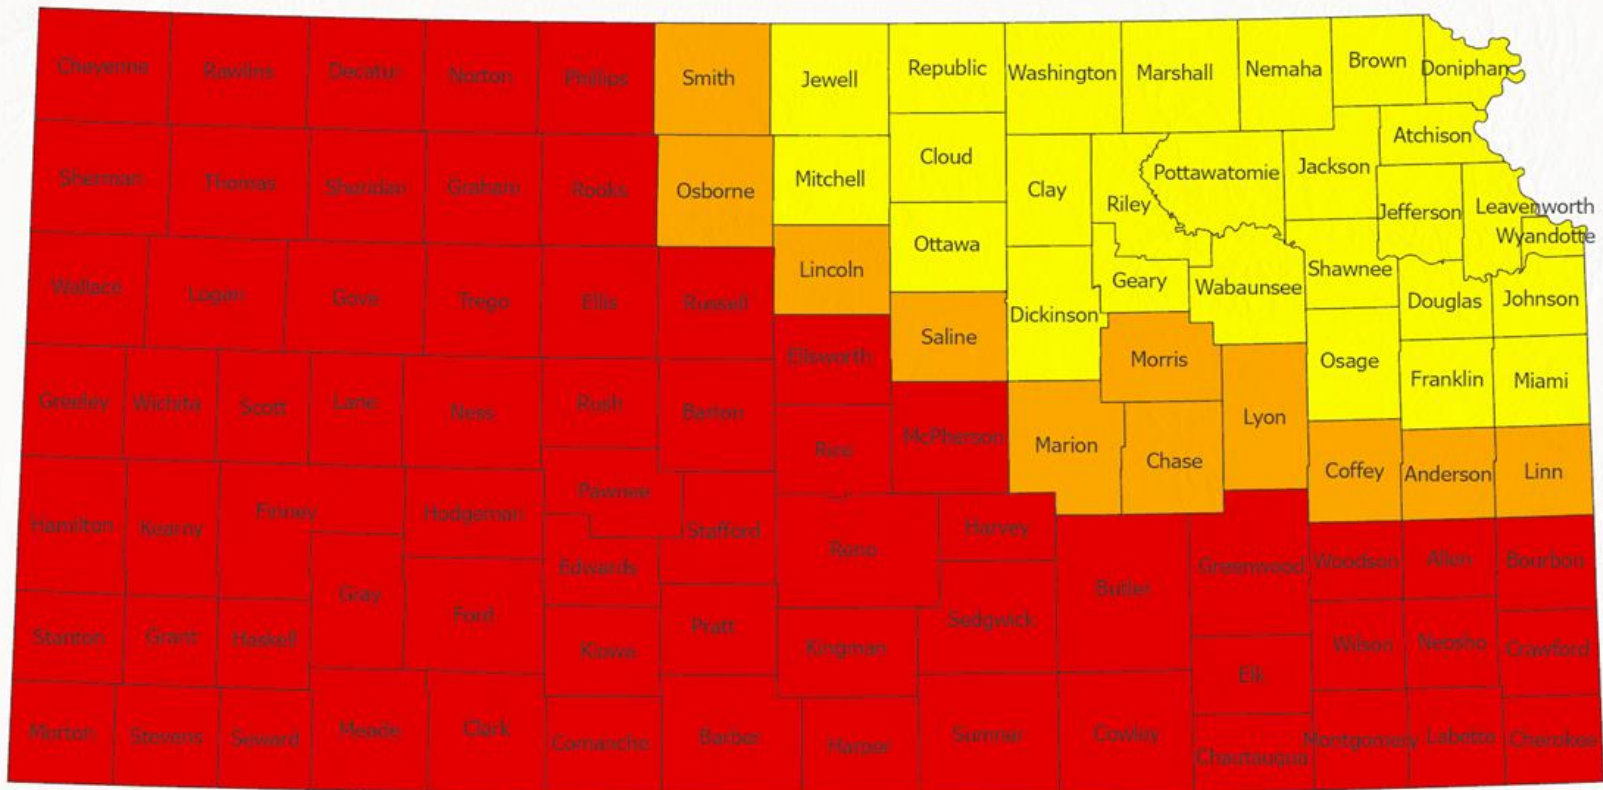 Cheyenne
Rawlins
Decatur
Norton
Phillips
Smith
Jewell
Republic
Washington
Marshall
Nemaha
Brown
Doniphan
Sherman
Thomas
Sheridan
Graham
Rooks
Osborne
Mitchell
Cloud
Clay
Riley
Pottawatomie
Jackson
Atchison
Jefferson
Leavenworth
Wyandotte
Wallace
Logan
Gove
Trego
Ellis
Russell
Lincoln
Ottawa
Saline
Dickinson
Geary
Wabaunsee
Shawnee
Douglas
Johnson
Greeley
Wichita
Scott
Lane
Ness
Rush
Barton
Ellsworth
Rice
McPherson
Marion
Morris
Chase
Lyon
Osage
Franklin
Miami
Coffey
Anderson
Linn
Hamilton
Kearny
Finney
Hodgeman
Pawnee
Stafford
Edwards
Reno
Harvey
Butler
Greenwood
Woodson
Allen
Bourbon
Gray
Ford
Stanton
Grant
Haskell
Kiowa
Pratt
Kingman
Sedgwick
Elk
Wilson
Neosho
Crawford
Morton
Stevens
Seward
Meade
Clark
Comanche
Barber
Harper
Sumner
Cowley
Chautauqua
Montgomery
Labette
Cherokee